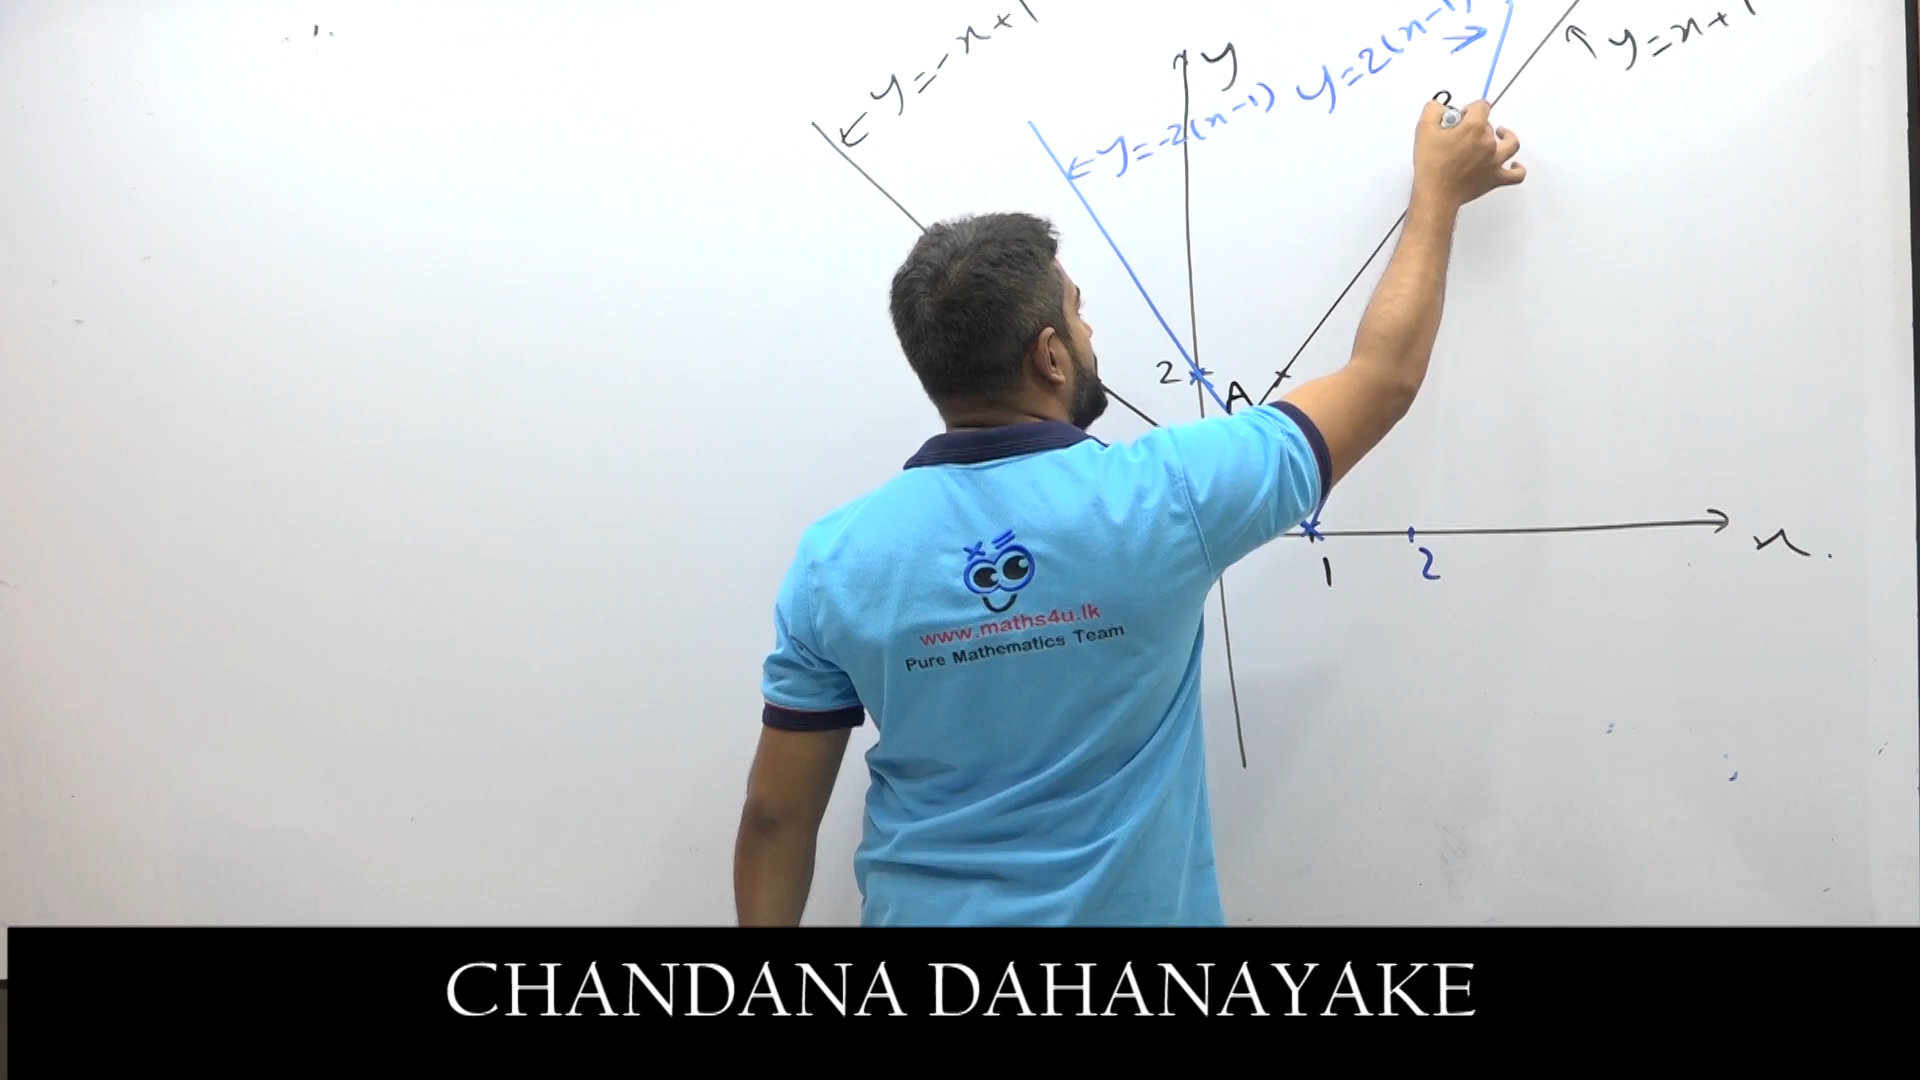 y=-x+1
y
y=-2(x-1)
y=2(x-1)
y=x+1
2
A
1
2
x.
www.maths4u.lk
Pure Mathematics Team
CHANDANA DAHANAYAKE